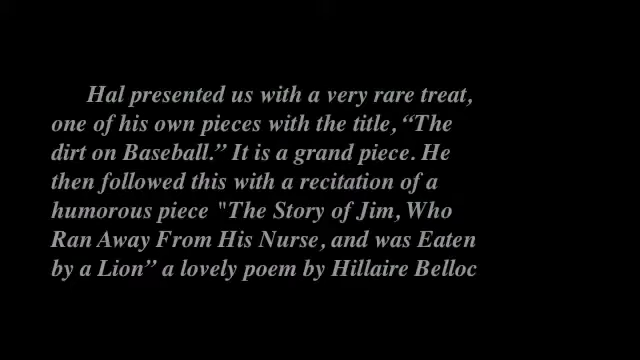 Hal presented us with a very rare treat,
one of his own pieces with the title, “The
dirt on Baseball.” It is a grand piece. He
then followed this with a recitation of a
humorous piece "The Story of Jim, Who
Ran Away From His Nurse, and was Eaten
by a Lion” a lovely poem by Hillaire Belloc